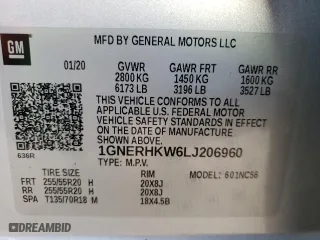 GM
MFD BY GENERAL MOTORS LLC
01/20 GVWR GAWR FRT GAWR RR
2800 KG 1450 KG 1600 KG
6173 LB 3196 LB 3527 LB
THIS VEHICLE CONFORMS TO ALL
APPLICABLE U.S. FEDERAL MOTOR
VEHICLE SAFETY STANDARDS IN
EFFECT ON THE DATE OF MANUFACTURE
SHOWN ABOVE.
636R 1GNERHKW6LJ206960
TYPE: M.P.V. MODEL: 601NC56
TIRE SIZE RIM
FRT 255/55R20 H 20X8J
RR 255/55R20 H 20X8J
SPA T135/70R18 M 18X4.5B
© DIRECTBID
AutoBidCar